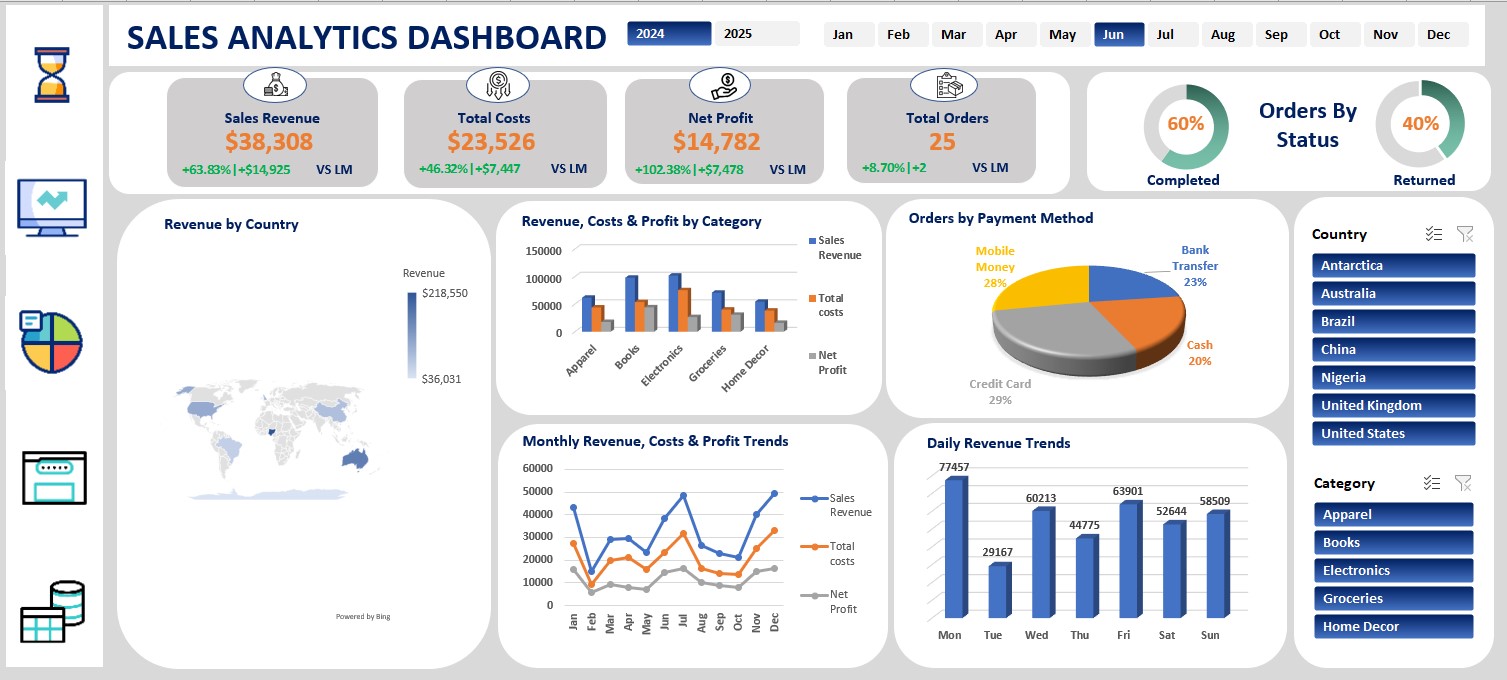 SALES ANALYTICS DASHBOARD
2024
2025
Jan
Feb
Mar
Apr
May
Jun
Jul
Aug
Sep
Oct
Nov
Dec
Sales Revenue
$38,308
+63.83%|+$14,925 VS LM
Total Costs
$23,526
+46.32%|+$7,447 VS LM
Net Profit
$14,782
+102.38%|+$7,478 VS LM
Total Orders
25
+8.70%|+2 VS LM
60%
Completed
Orders By
Status
40%
Returned
Revenue by Country
Revenue
$218,550
$36,031
Powered by Bing
Revenue, Costs & Profit by Category
150000
100000
50000
0
Apparel
Books
Electronics
Groceries
Home Decor
Sales
Revenue
Total
costs
Net
Profit
Orders by Payment Method
Mobile
Money
28%
Bank
Transfer
23%
Cash
20%
Credit Card
29%
Monthly Revenue, Costs & Profit Trends
60000
50000
40000
30000
20000
10000
0
Jan
Feb
Mar
Apr
May
Jun
Jul
Aug
Sep
Oct
Nov
Dec
Sales
Revenue
Total
costs
Net
Profit
Daily Revenue Trends
77457
29167
60213
44775
63901
52644
58509
Mon
Tue
Wed
Thu
Fri
Sat
Sun
Country
Antarctica
Australia
Brazil
China
Nigeria
United Kingdom
United States
Category
Apparel
Books
Electronics
Groceries
Home Decor